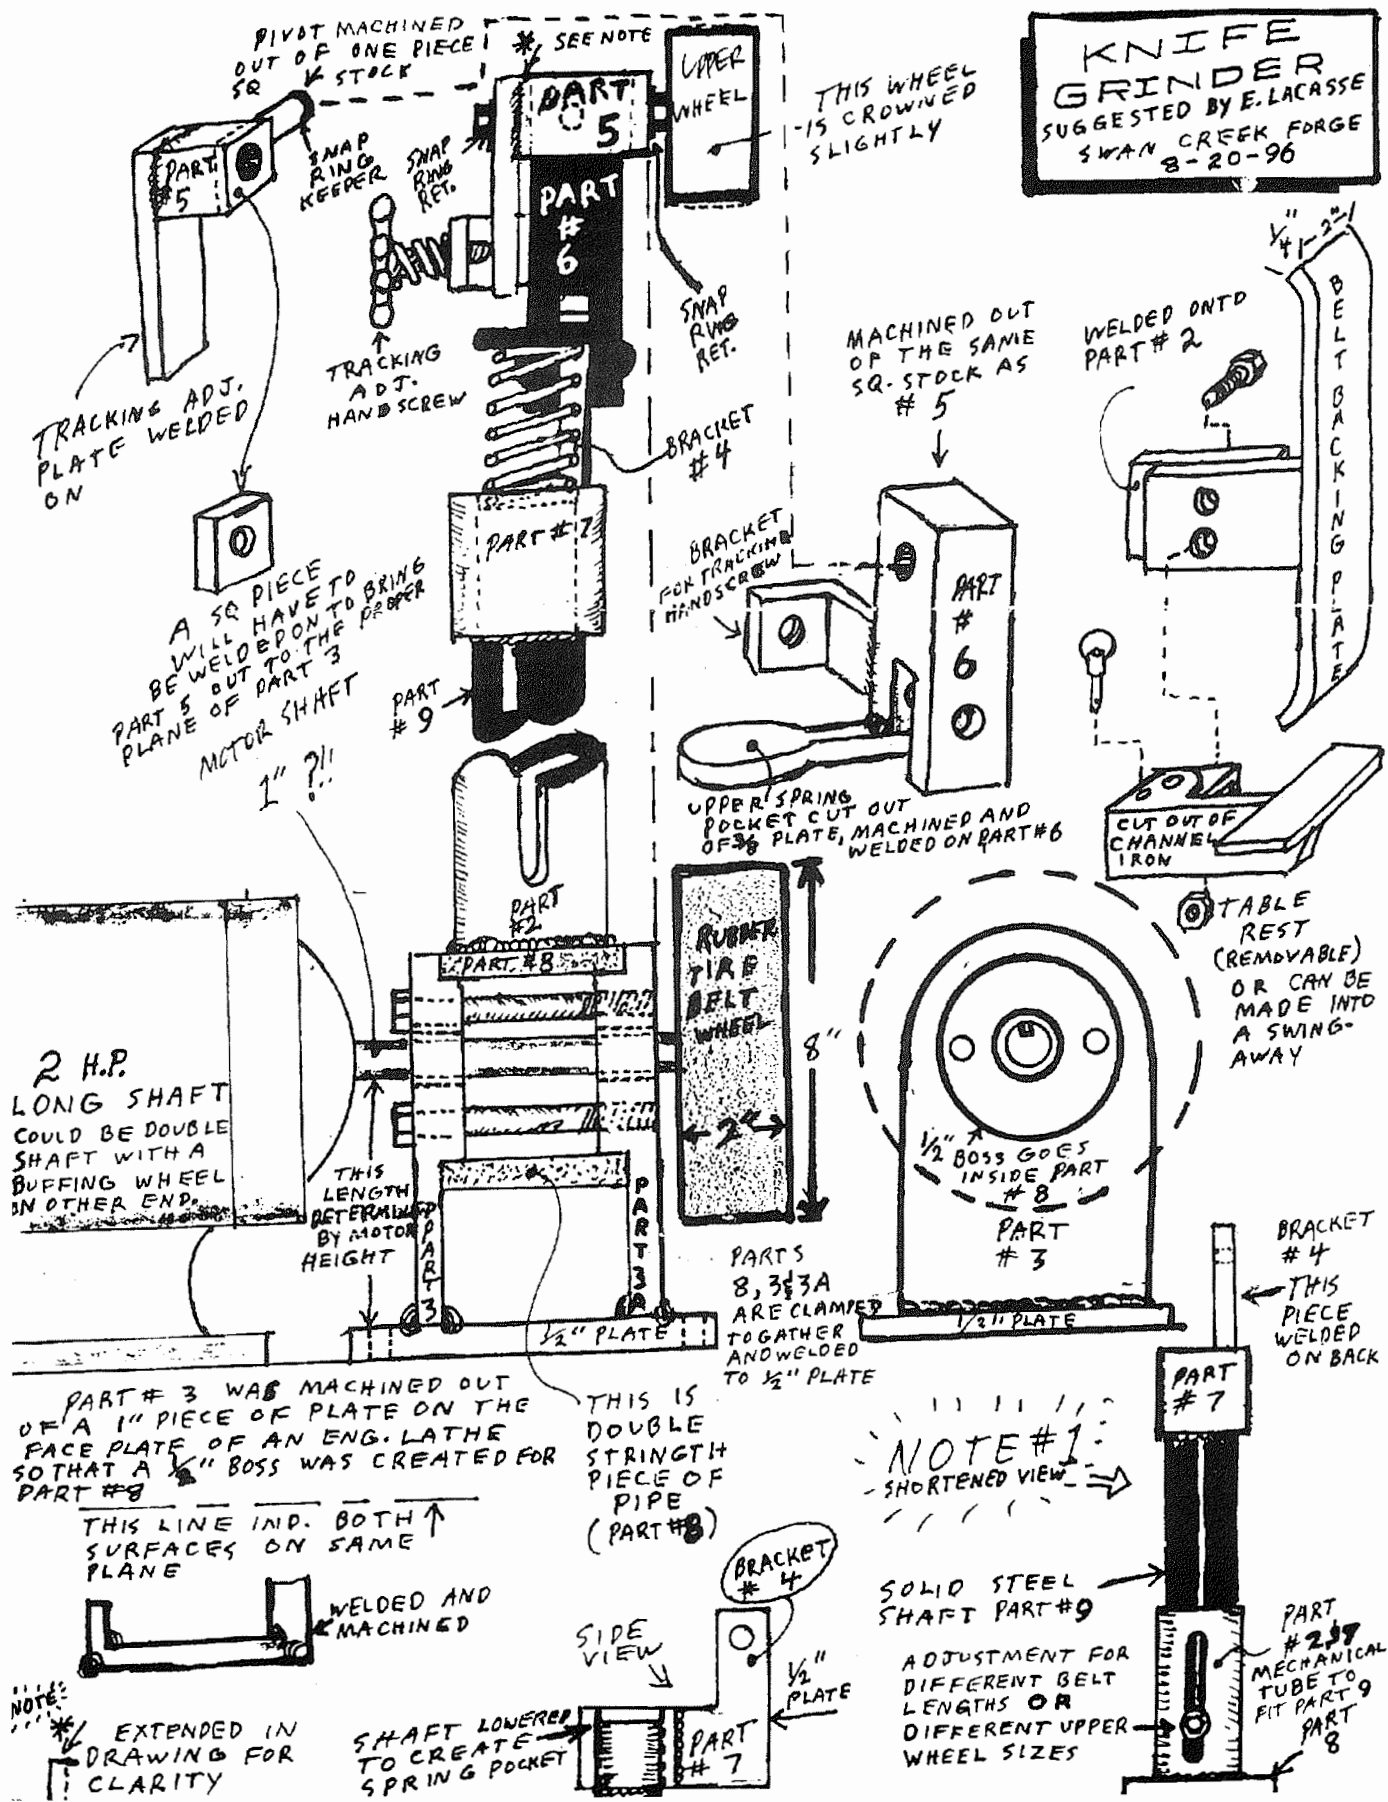 KNIFE
GRINDER
SUGGESTED BY E. LACASSE
SWAN CREEK FORGE
8-20-96
PIVOT MACHINED
OUT OF ONE PIECE
SQ STOCK
* SEE NOTE
PART
5
UPPER
WHEEL
THIS WHEEL
IS CROWNED
SLIGHTLY
PART
#5
SNAP
RING
KEEPER
SNAP
RING
RET.
PART
#
6
SNAP
RING
RET.
TRACKING ADJ.
PLATE WELDED
ON
TRACKING
ADJ.
HANDSCREW
BRACKET
#4
MACHINED OUT
OF THE SAME
SQ. STOCK AS
#5
WELDED ONTO
PART #2
1/4"
2"
BELT BACKING PLATE
PART #7
A SQ PIECE
WILL HAVE TO
BE WELDED ON TO BRING
PART 5 OUT TO THE PROPER
PLANE OF PART 3
BRACKET
FOR TRACKING
HANDSCREW
PART
#
6
PART
#9
MOTOR SHAFT
1" ?!!
UPPER SPRING
POCKET CUT OUT
OF 3/8 PLATE, MACHINED AND
WELDED ON PART #6
CUT OUT OF
CHANNEL
IRON
TABLE
REST
(REMOVABLE)
OR CAN BE
MADE INTO
A SWING-
AWAY
PART
#2
PART #8
RUBBER
TIRE
BELT
WHEEL
8"
2"
2 H.P.
LONG SHAFT
COULD BE DOUBLE
SHAFT WITH A
BUFFING WHEEL
ON OTHER END.
THIS
LENGTH
DETERMINED
BY MOTOR
HEIGHT
PART 3
PART 3A
1/2" PLATE
1/2" BOSS GOES
INSIDE PART
#8
PART
#3
1/2" PLATE
PARTS
8, 3 & 3A
ARE CLAMPED
TOGATHER
AND WELDED
TO 1/2" PLATE
BRACKET
#4
THIS
PIECE
WELDED
ON BACK
PART
#7
PART # 3 WAS MACHINED OUT
OF A 1" PIECE OF PLATE ON THE
FACE PLATE OF AN ENG. LATHE
SO THAT A 1/2" BOSS WAS CREATED FOR
PART #8
THIS LINE IND. BOTH
SURFACES ON SAME
PLANE
THIS IS
DOUBLE
STRENGTH
PIECE OF
PIPE
(PART #8)
NOTE #1
SHORTENED VIEW
WELDED AND
MACHINED
BRACKET
# 4
SIDE
VIEW
1/2"
PLATE
SOLID STEEL
SHAFT PART #9
ADJUSTMENT FOR
DIFFERENT BELT
LENGTHS OR
DIFFERENT UPPER
WHEEL SIZES
PART
#2&7
MECHANICAL
TUBE TO
FIT PART 9
PART
8
NOTE:
*
EXTENDED IN
DRAWING FOR
CLARITY
SHAFT LOWERED
TO CREATE
SPRING POCKET
PART
#7